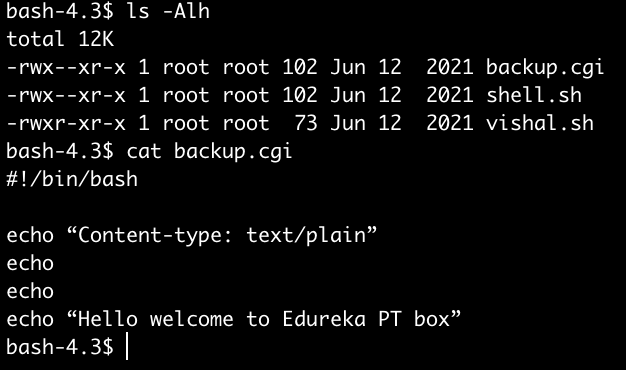 bash-4.3$ ls -Alh
total 12K
-rwx--xr-x 1 root root 102 Jun 12  2021 backup.cgi
-rwx--xr-x 1 root root 102 Jun 12  2021 shell.sh
-rwxr-xr-x 1 root root  73 Jun 12  2021 vishal.sh
bash-4.3$ cat backup.cgi
#!/bin/bash

echo “Content-type: text/plain”
echo
echo
echo “Hello welcome to Edureka PT box”
bash-4.3$